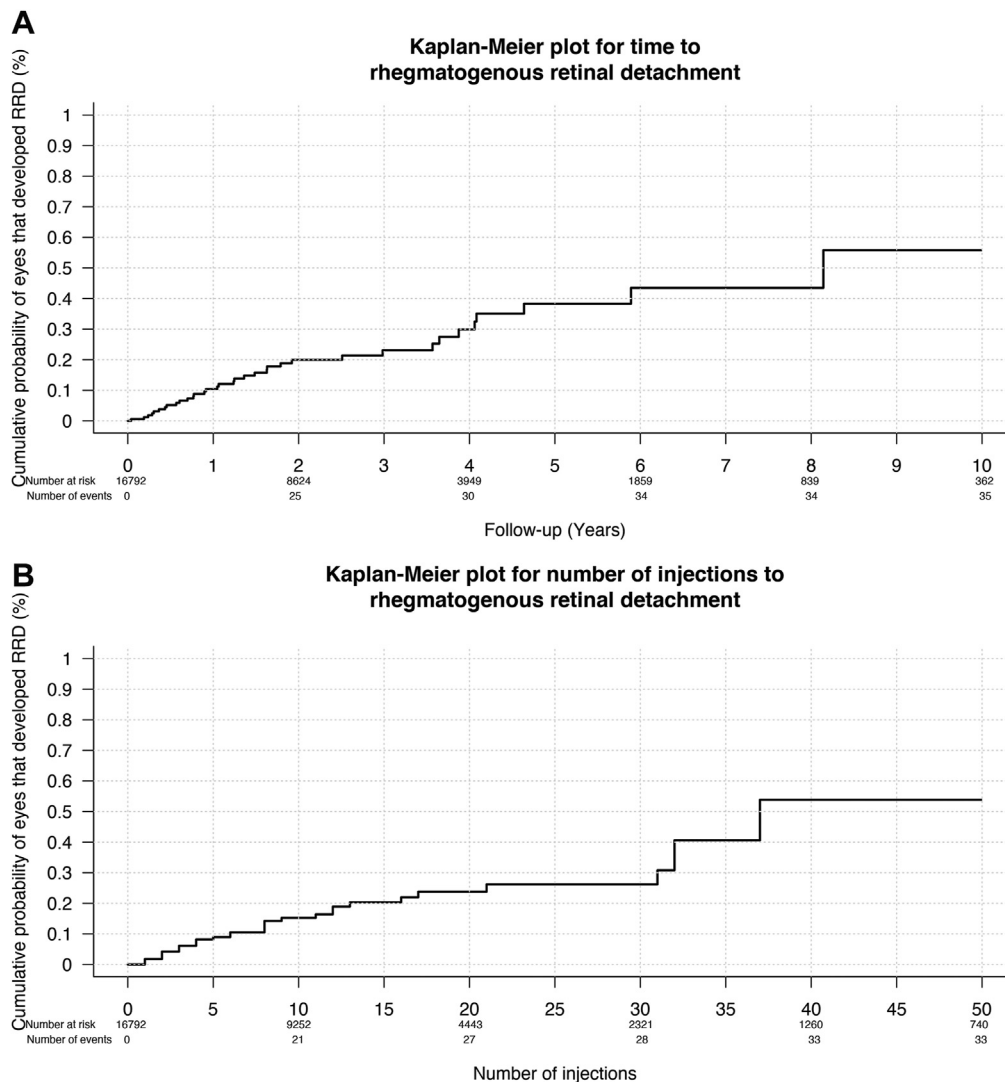 A
Kaplan-Meier plot for time to
rhegmatogenous retinal detachment
Cumulative probability of eyes that developed RRD (%)
1
0.9
0.8
0.7
0.6
0.5
0.4
0.3
0.2
0.1
0
0 1 2 3 4 5 6 7 8 9 10
Number at risk 16792 8624 3949 1859 839 362
Number of events 0 25 30 34 34 35
Follow-up (Years)
B
Kaplan-Meier plot for number of injections to
rhegmatogenous retinal detachment
Cumulative probability of eyes that developed RRD (%)
1
0.9
0.8
0.7
0.6
0.5
0.4
0.3
0.2
0.1
0
0 5 10 15 20 25 30 35 40 45 50
Number at risk 16792 9252 4443 2321 1260 740
Number of events 0 21 27 28 33 33
Number of injections